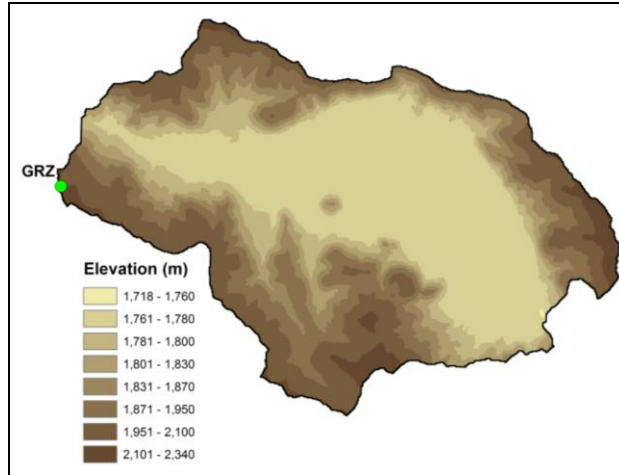 GRZ
Elevation (m)
1,718 - 1,760
1,761 - 1,780
1,781 - 1,800
1,801 - 1,830
1,831 - 1,870
1,871 - 1,950
1,951 - 2,100
2,101 - 2,340